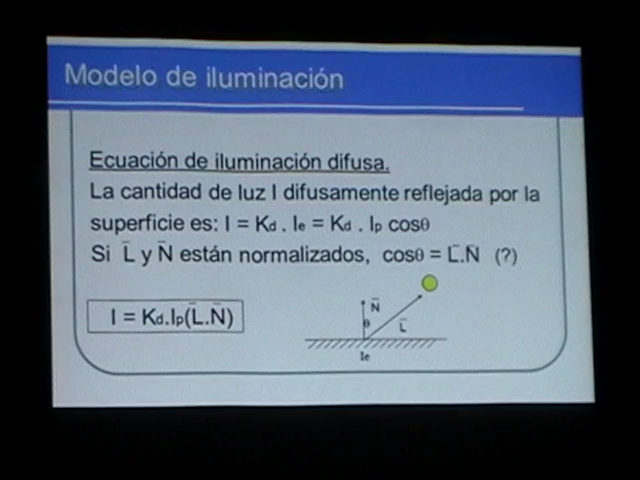 Modelo de iluminación
Ecuación de iluminación difusa.
La cantidad de luz I difusamente reflejada por la
superficie es: I = Kd . Ie = Kd . Ip cosθ
Si L̄ y N̄ están normalizados, cosθ = L̄.N̄ (?)
I = Kd.Ip(L̄.N̄)
N̄
θ
L̄
Ie